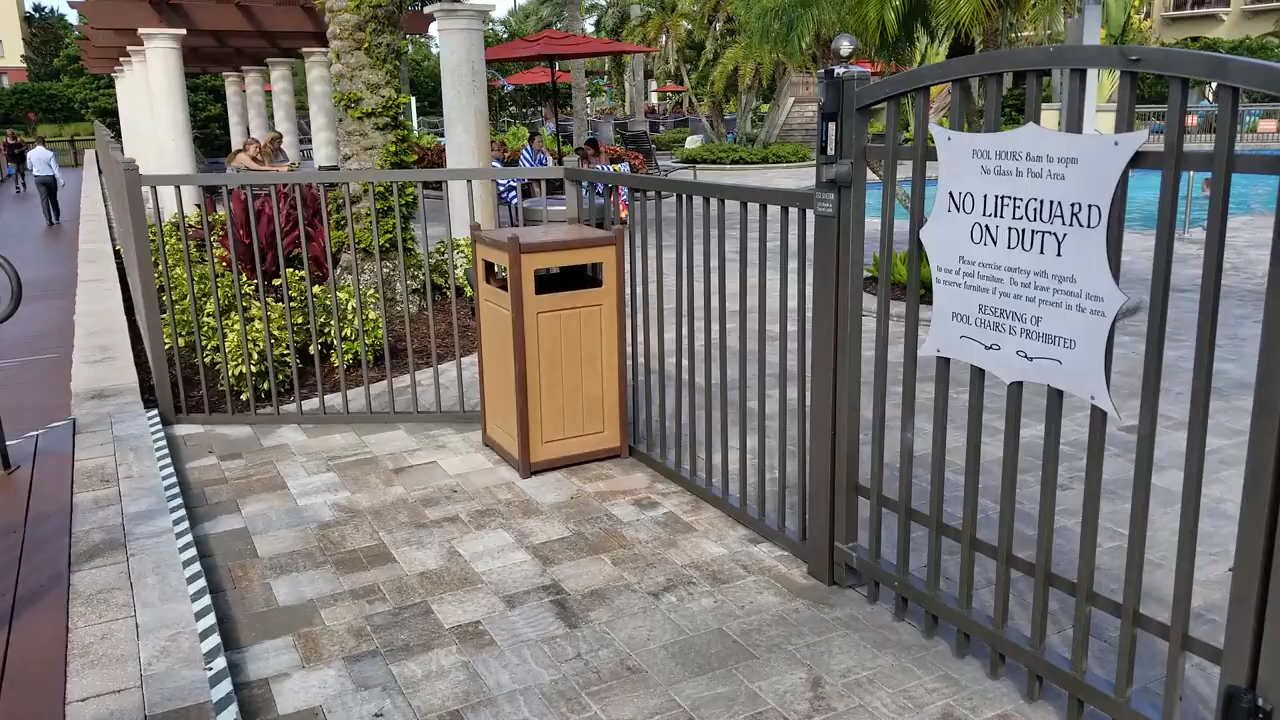 POOL HOURS 8am to 10pm
No Glass In Pool Area
NO LIFEGUARD
ON DUTY
Please exercise courtesy with regards
to use of pool furniture. Do not leave personal items
to reserve furniture if you are not present in the area.
RESERVING OF
POOL CHAIRS IS PROHIBITED